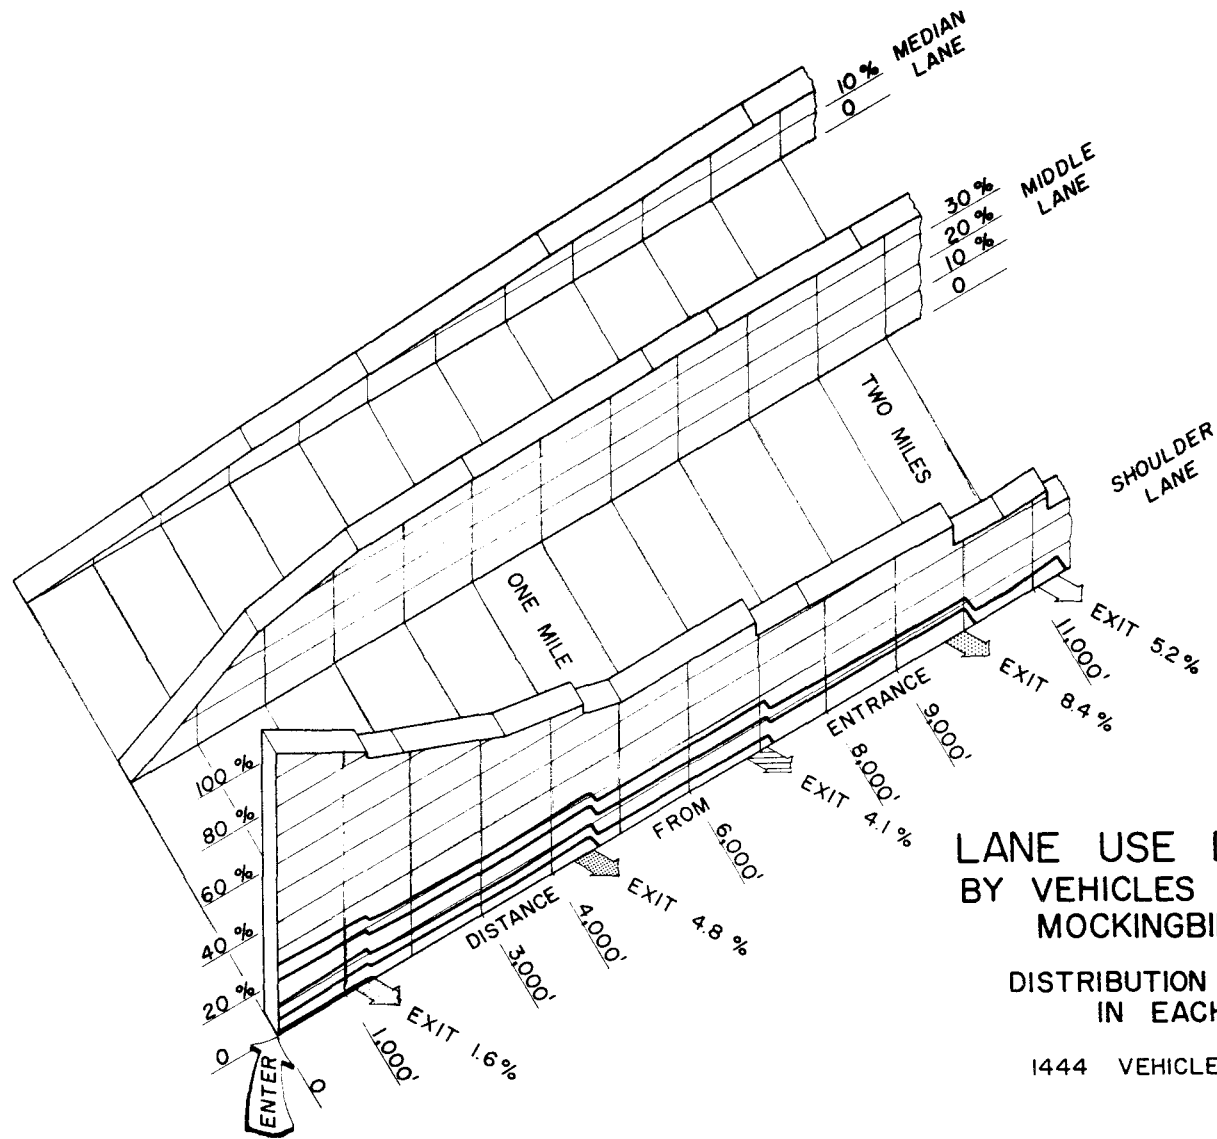 MEDIAN
LANE
10%
0
MIDDLE
LANE
30%
20%
10%
0
SHOULDER
LANE
TWO MILES
ONE MILE
100 %
80 %
60 %
40 %
20 %
0
ENTER
DISTANCE FROM ENTRANCE
0
1,000'
3,000'
4,000'
6,000'
8,000'
9,000'
11,000'
EXIT 1.6%
EXIT 4.8 %
EXIT 4.1 %
EXIT 8.4 %
EXIT 5.2 %
LANE USE
BY VEHICLES
MOCKINGBI
DISTRIBUTION
IN EACH
1444 VEHICLE